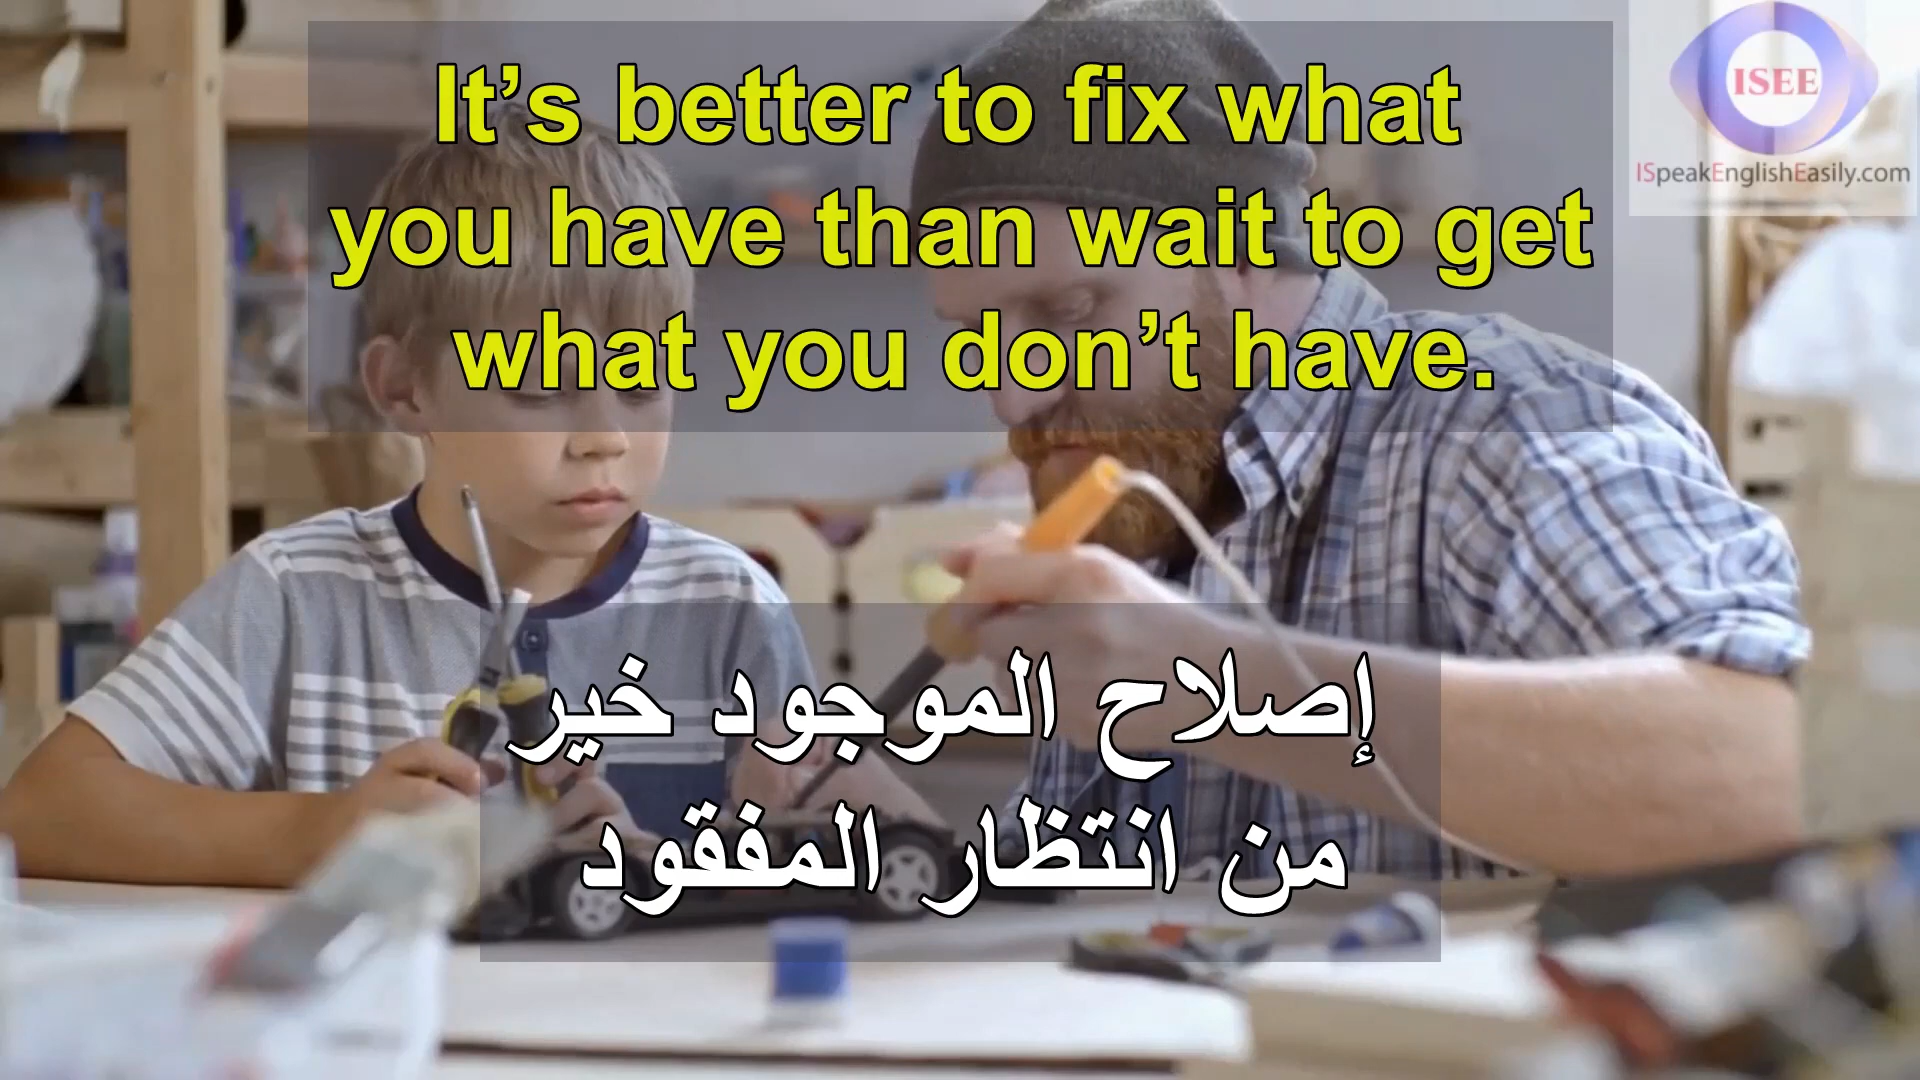 It’s better to fix what
you have than wait to get
what you don’t have.
ISEE
ISpeakEnglishEasily.com
إصلاح الموجود خير
من انتظار المفقود